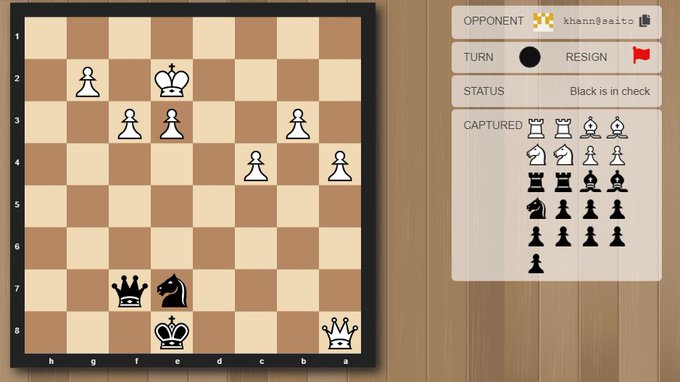 OPPONENT khann@saito
TURN RESIGN
STATUS Black is in check
CAPTURED
1
2
3
4
5
6
7
8
h g f e d c b a